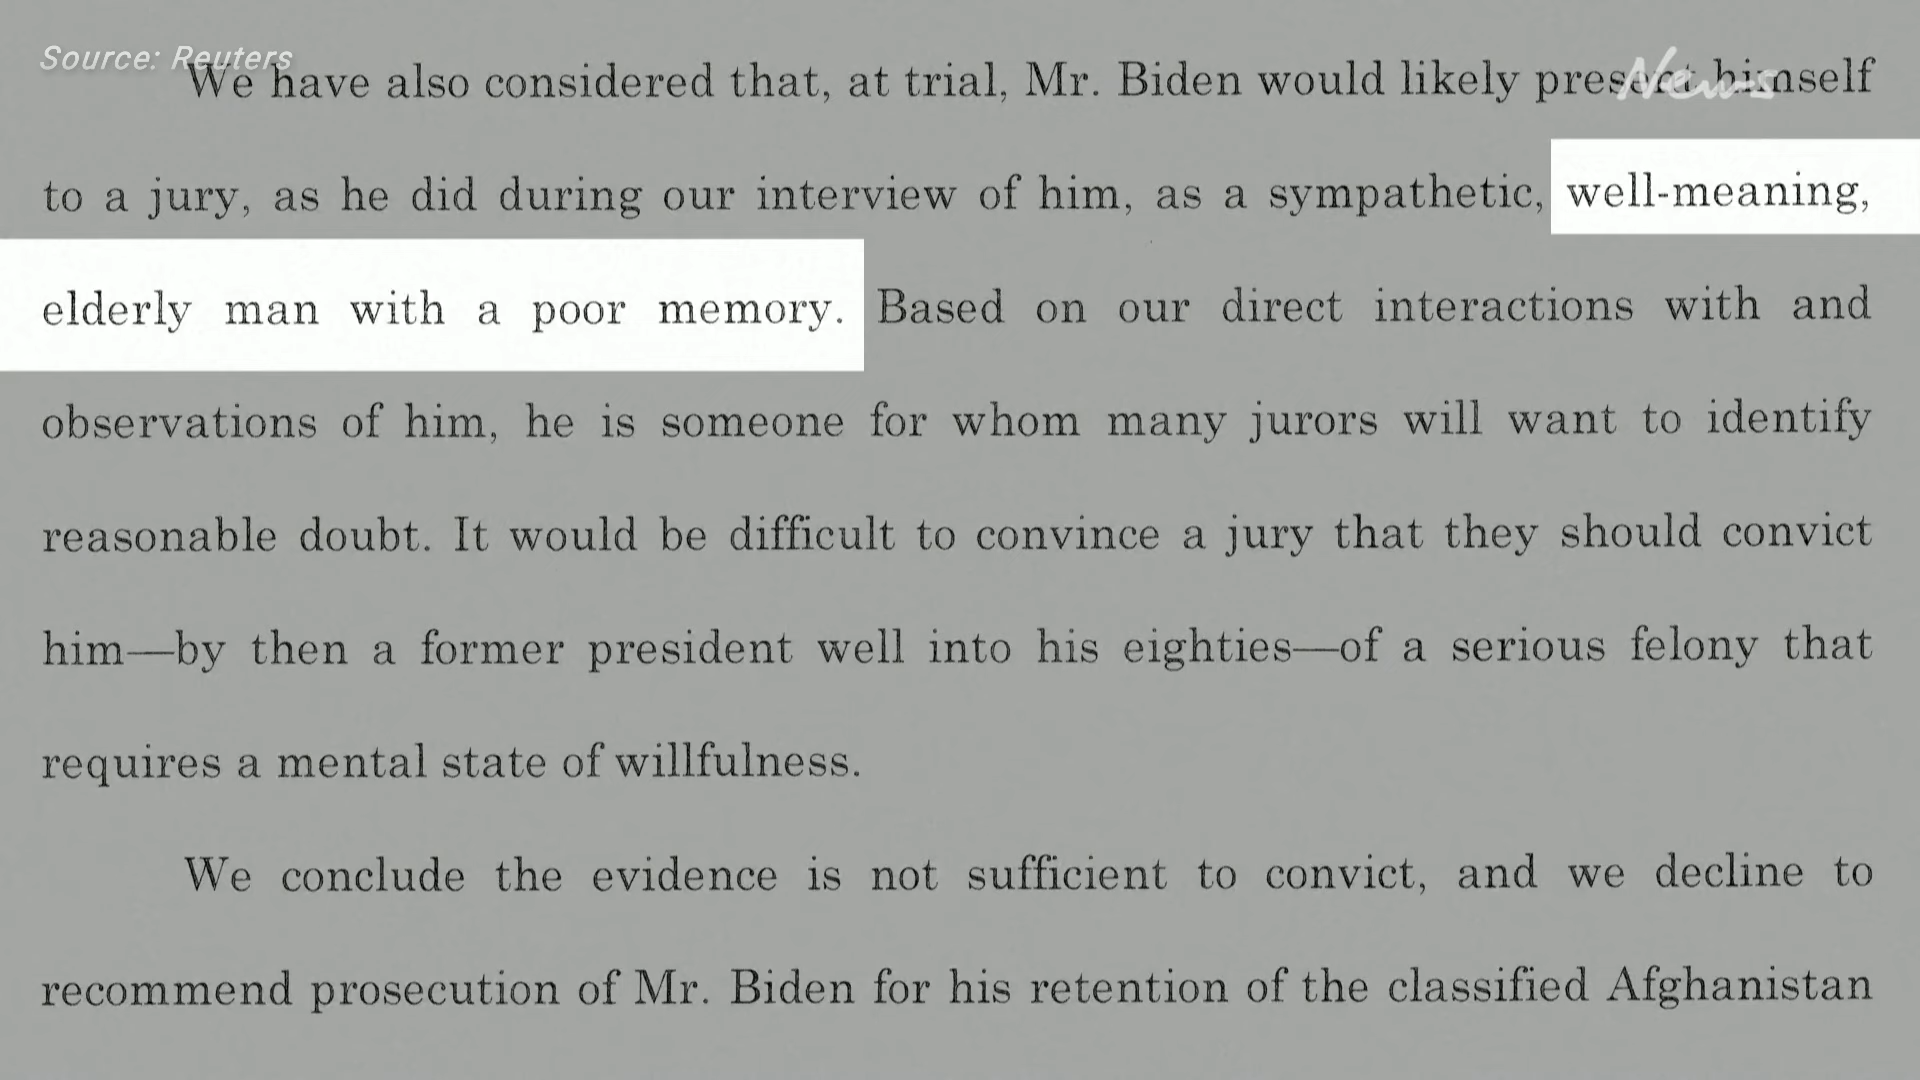 Source: Reuters
News
We have also considered that, at trial, Mr. Biden would likely present himself
to a jury, as he did during our interview of him, as a sympathetic, well-meaning,
elderly man with a poor memory. Based on our direct interactions with and
observations of him, he is someone for whom many jurors will want to identify
reasonable doubt. It would be difficult to convince a jury that they should convict
him—by then a former president well into his eighties—of a serious felony that
requires a mental state of willfulness.
We conclude the evidence is not sufficient to convict, and we decline to
recommend prosecution of Mr. Biden for his retention of the classified Afghanistan